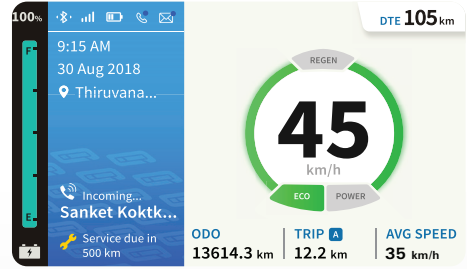 100%
F
E
9:15 AM
30 Aug 2018
Thiruvana...
Incoming...
Sanket Koktk...
Service due in
500 km
DTE 105 km
REGEN
45
km/h
ECO
POWER
ODO
13614.3 km
TRIP A
12.2 km
AVG SPEED
35 km/h